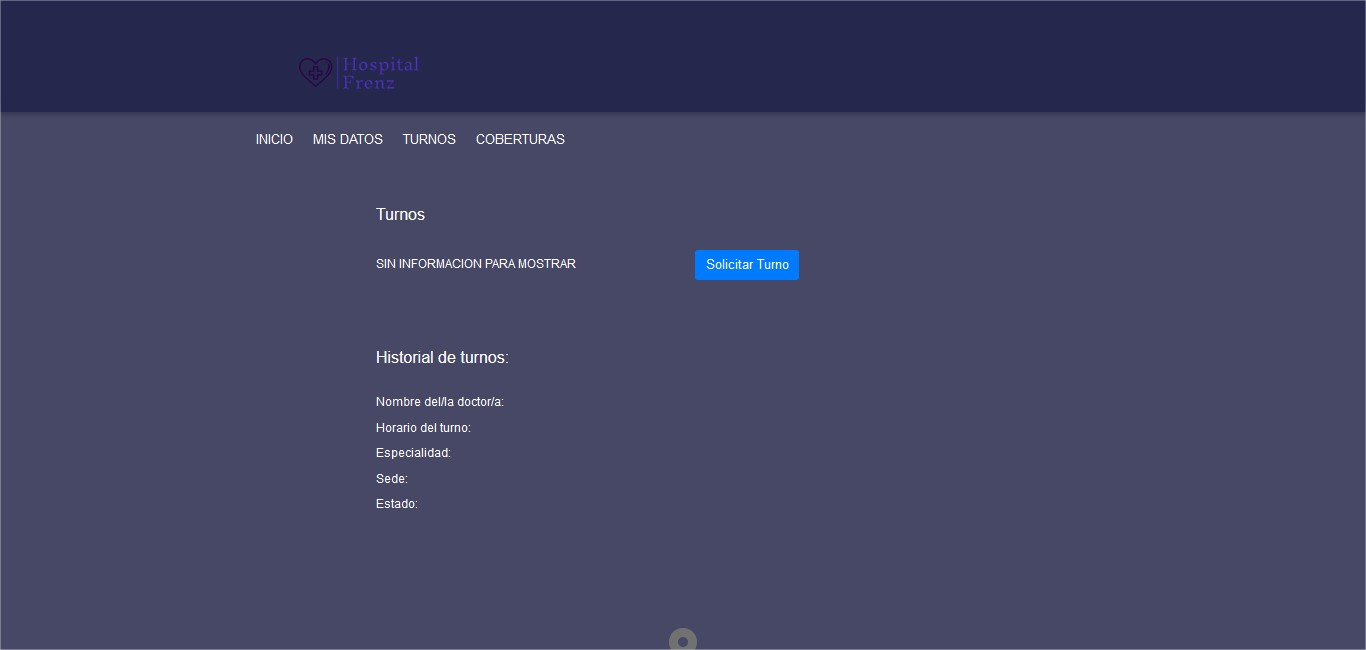 Hospital
Frenz
INICIO MIS DATOS TURNOS COBERTURAS
Turnos
SIN INFORMACION PARA MOSTRAR Solicitar Turno
Historial de turnos:
Nombre del/la doctor/a:
Horario del turno:
Especialidad:
Sede:
Estado: